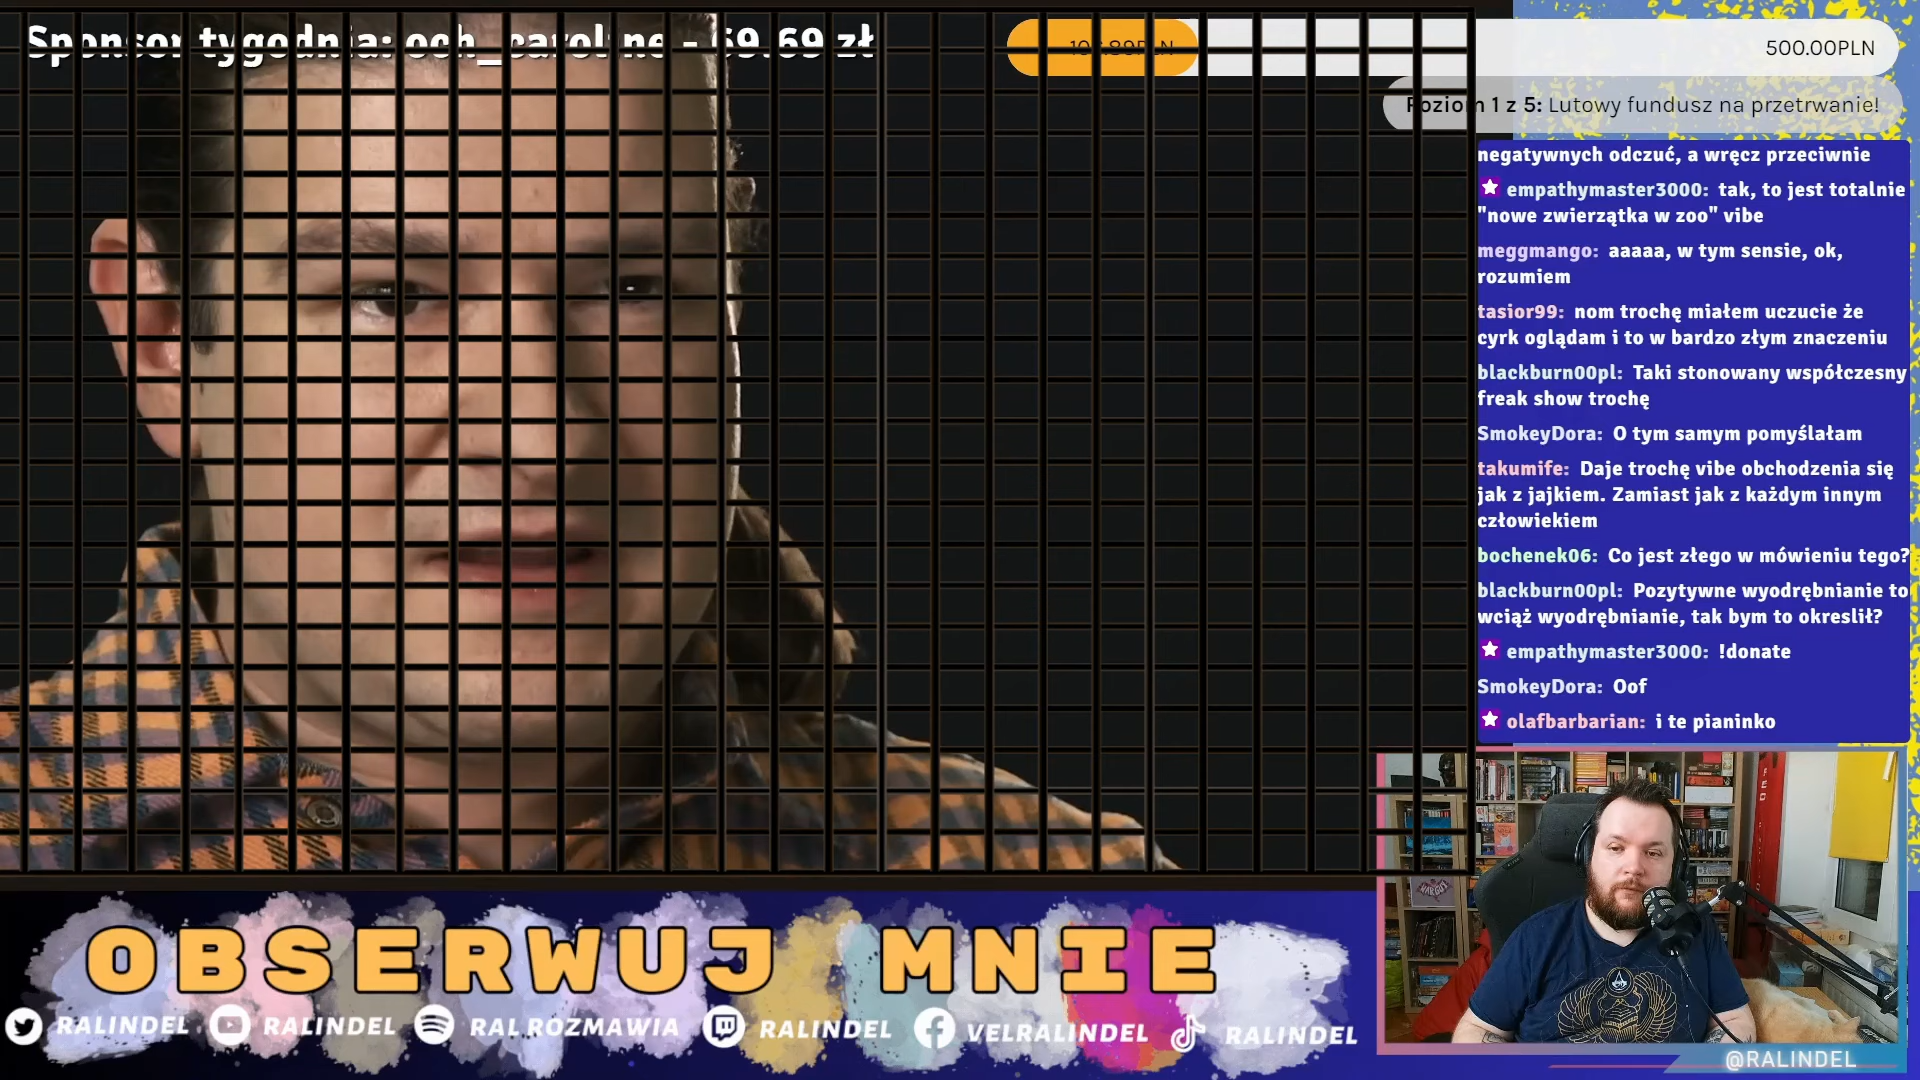 Sponsor tygodnia: och_caroline - 69.69 zł
500.00PLN
Poziom 1 z 5: Lutowy fundusz na przetrwanie!
negatywnych odczuć, a wręcz przeciwnie
empathymaster3000: tak, to jest totalnie
"nowe zwierzątka w zoo" vibe
meggmango: aaaaa, w tym sensie, ok,
rozumiem
tasior99: nom trochę miałem uczucie że
cyrk oglądam i to w bardzo złym znaczeniu
blackburn00pl: Taki stonowany współczesny
freak show trochę
SmokeyDora: O tym samym pomyślałam
takumife: Daje trochę vibe obchodzenia się
jak z jajkiem. Zamiast jak z każdym innym
człowiekiem
bochenek06: Co jest złego w mówieniu tego?
blackburn00pl: Pozytywne wyodrębnianie to
wciąż wyodrębnianie, tak bym to okreslił?
empathymaster3000: !donate
SmokeyDora: Oof
olafbarbarian: i te pianinko
OBSERWUJ MNIE
RALINDEL RALINDEL RAL ROZMAWIA RALINDEL VELRALINDEL RALINDEL
@RALINDEL